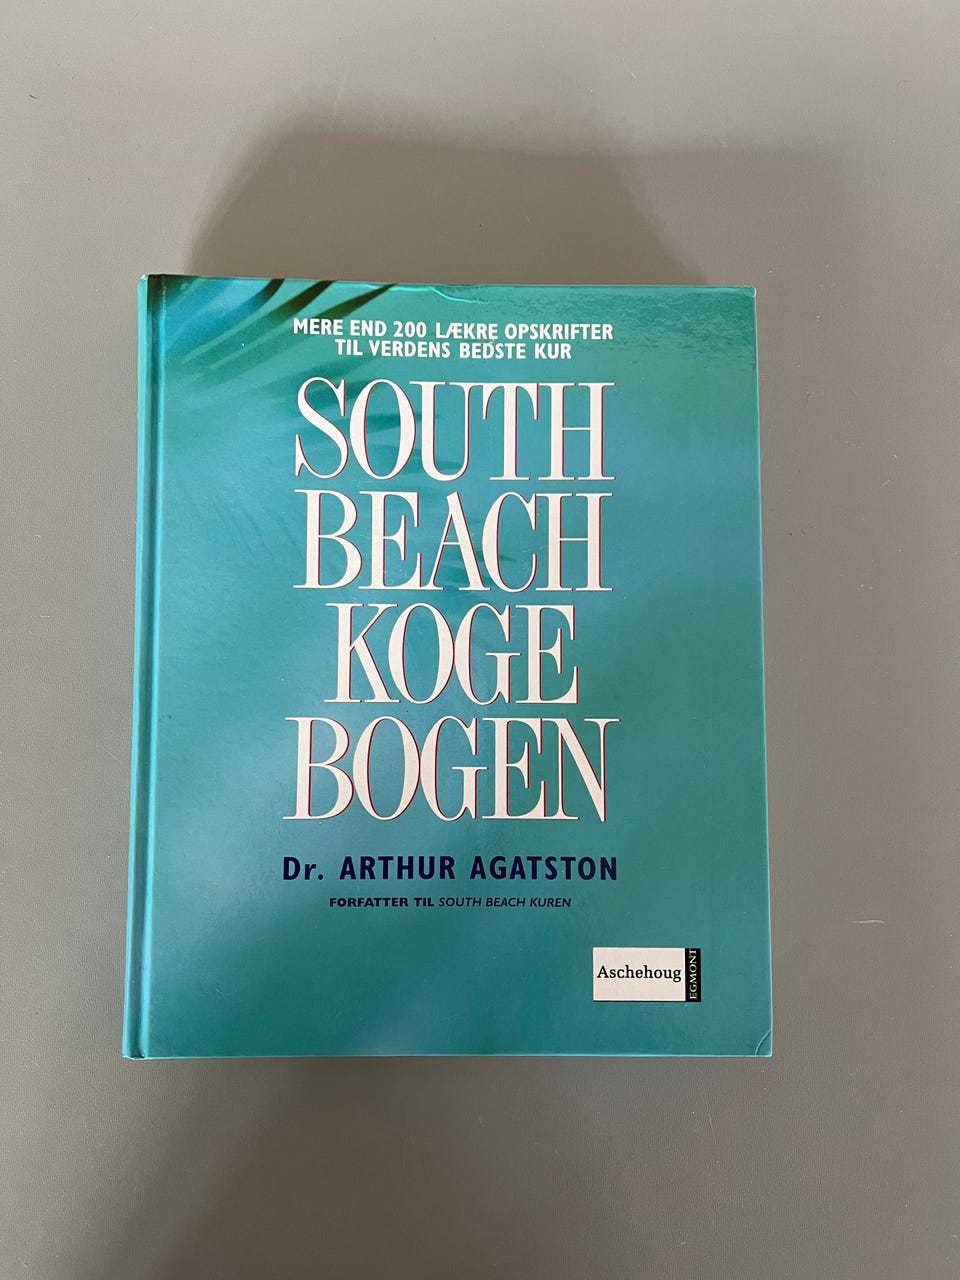 MERE END 200 LÆKRE OPSKRIFTER
TIL VERDENS BEDSTE KUR
SOUTH
BEACH
KOGE
BOGEN
Dr. ARTHUR AGATSTON
FORFATTER TIL SOUTH BEACH KUREN
Aschehoug
EGMONT